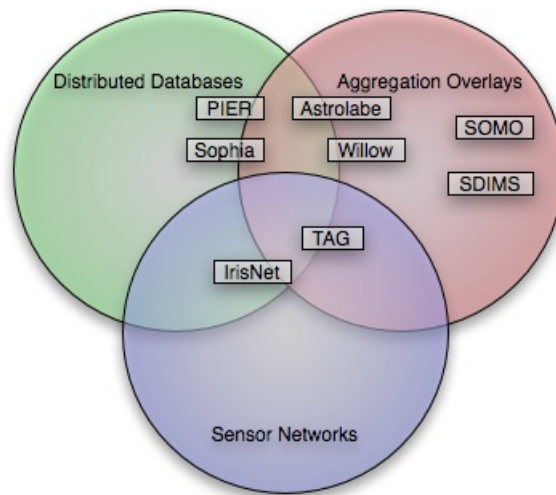 Distributed Databases
Aggregation Overlays
PIER
Astrolabe
SOMO
Sophia
Willow
SDIMS
TAG
IrisNet
Sensor Networks